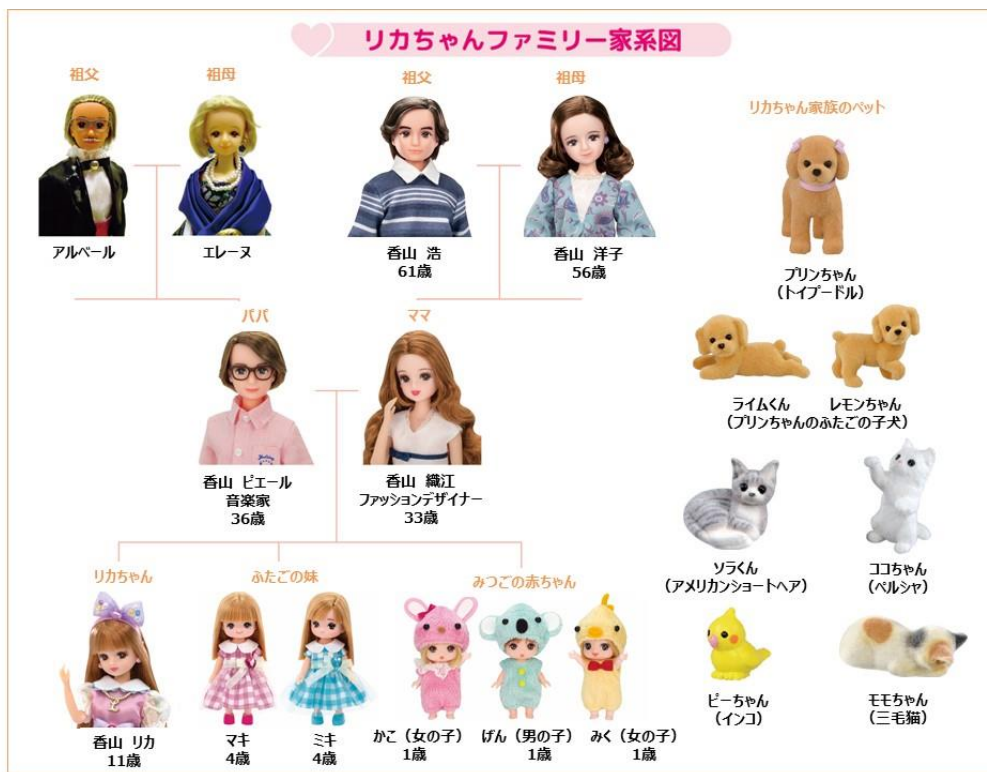 リカちゃんファミリー家系図
祖父
祖母
祖父
祖母
アルベール
エレーヌ
香山 浩
61歳
香山 洋子
56歳
パパ
ママ
香山 ピエール
音楽家
36歳
香山 織江
ファッションデザイナー
33歳
リカちゃん
ふたごの妹
みつごの赤ちゃん
香山 リカ
11歳
マキ
4歳
ミキ
4歳
かこ（女の子）
1歳
げん（男の子）
1歳
みく（女の子）
1歳
リカちゃん家族のペット
プリンちゃん
（トイプードル）
ライムくん
レモンちゃん
（プリンちゃんのふたごの子犬）
ソラくん
（アメリカンショートヘア）
ココちゃん
（ペルシャ）
ピーちゃん
（インコ）
モモちゃん
（三毛猫）